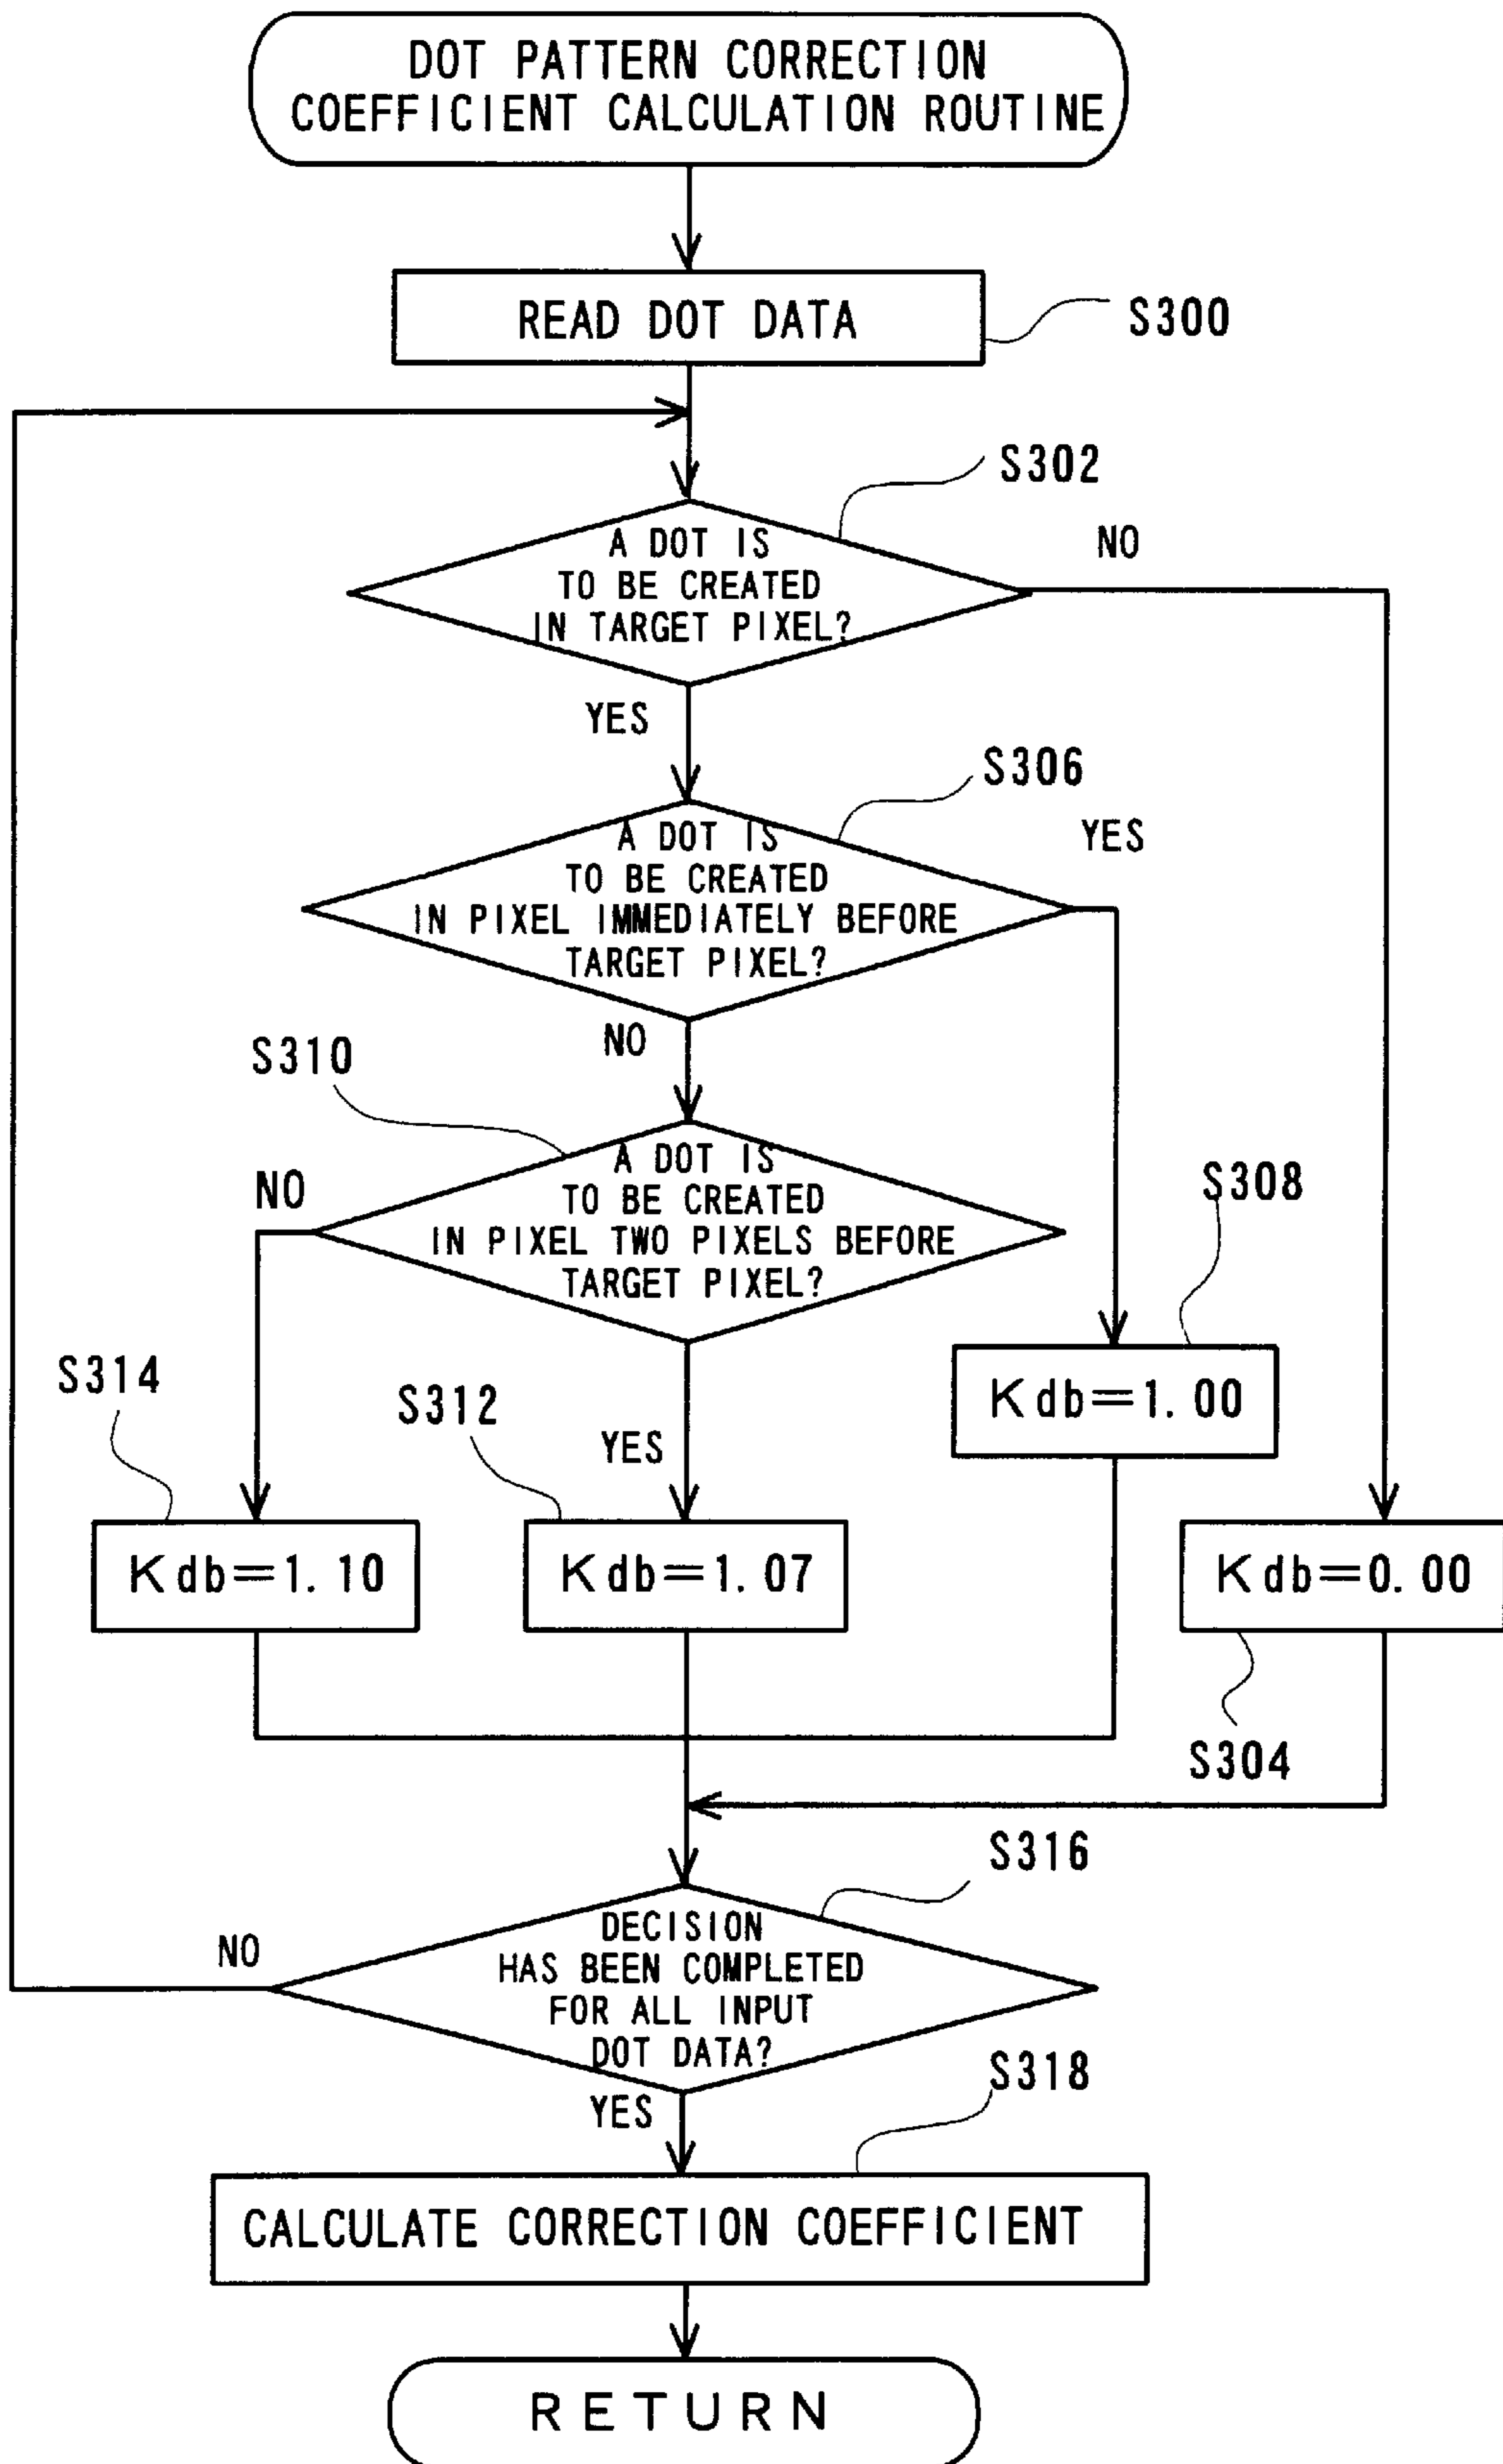 DOT PATTERN CORRECTION
COEFFICIENT CALCULATION ROUTINE
READ DOT DATA
S300
S302
A DOT IS
TO BE CREATED
IN TARGET PIXEL?
NO
YES
S306
A DOT IS
TO BE CREATED
IN PIXEL IMMEDIATELY BEFORE
TARGET PIXEL?
YES
NO
S310
A DOT IS
TO BE CREATED
IN PIXEL TWO PIXELS BEFORE
TARGET PIXEL?
NO
YES
S308
Kdb=1.00
S314
Kdb=1.10
S312
Kdb=1.07
Kdb=0.00
S304
S316
DECISION
HAS BEEN COMPLETED
FOR ALL INPUT
DOT DATA?
NO
YES
S318
CALCULATE CORRECTION COEFFICIENT
RETURN